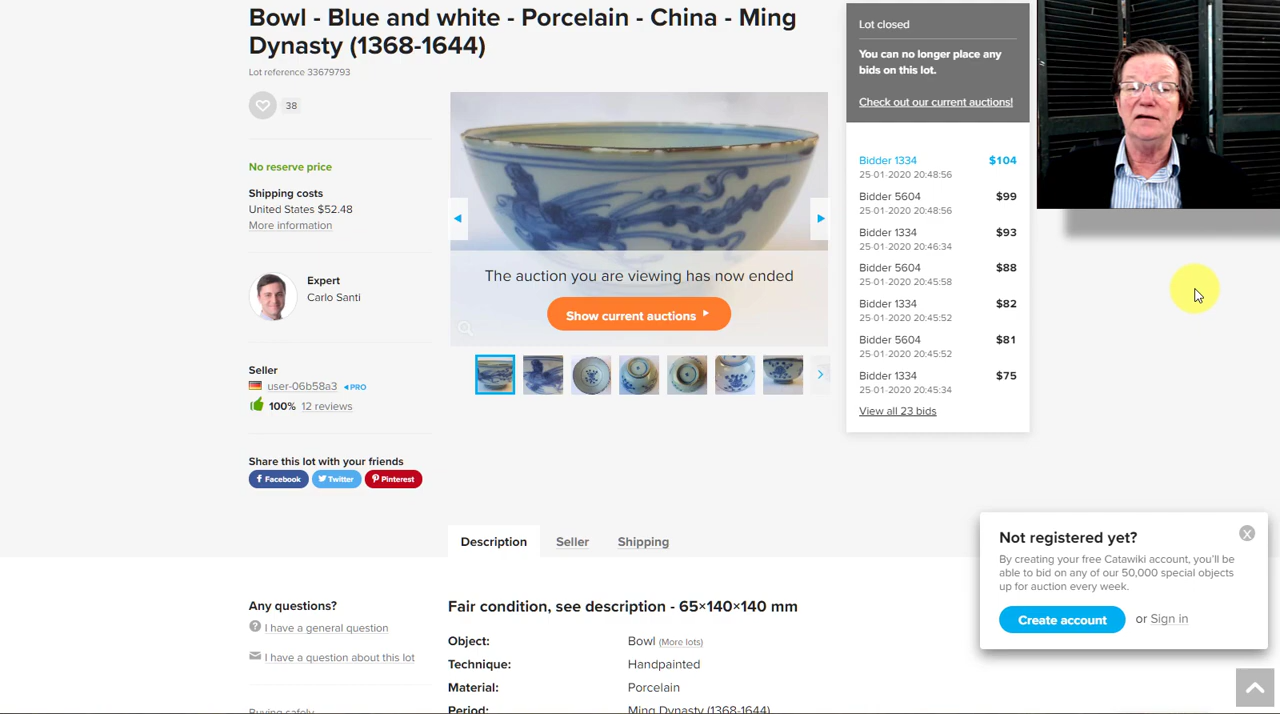 Bowl - Blue and white - Porcelain - China - Ming
Dynasty (1368-1644)
Lot reference 33679793
38
No reserve price
Shipping costs
United States $52.48
More information
Expert
Carlo Santi
Seller
user-06b58a3 PRO
100% 12 reviews
Share this lot with your friends
Facebook Twitter Pinterest
The auction you are viewing has now ended
Show current auctions
Lot closed
You can no longer place any
bids on this lot.
Check out our current auctions!
Bidder 1334 $104
25-01-2020 20:48:56
Bidder 5604 $99
25-01-2020 20:48:56
Bidder 1334 $93
25-01-2020 20:46:34
Bidder 5604 $88
25-01-2020 20:45:58
Bidder 1334 $82
25-01-2020 20:45:52
Bidder 5604 $81
25-01-2020 20:45:52
Bidder 1334 $75
25-01-2020 20:45:34
View all 23 bids
Description Seller Shipping
Not registered yet?
By creating your free Catawiki account, you'll be
able to bid on any of our 50,000 special objects
up for auction every week.
Create account or Sign in
Any questions?
I have a general question
I have a question about this lot
Buying safely
Fair condition, see description - 65×140×140 mm
Object: Bowl (More lots)
Technique: Handpainted
Material: Porcelain
Period: Ming Dynasty (1368-1644)